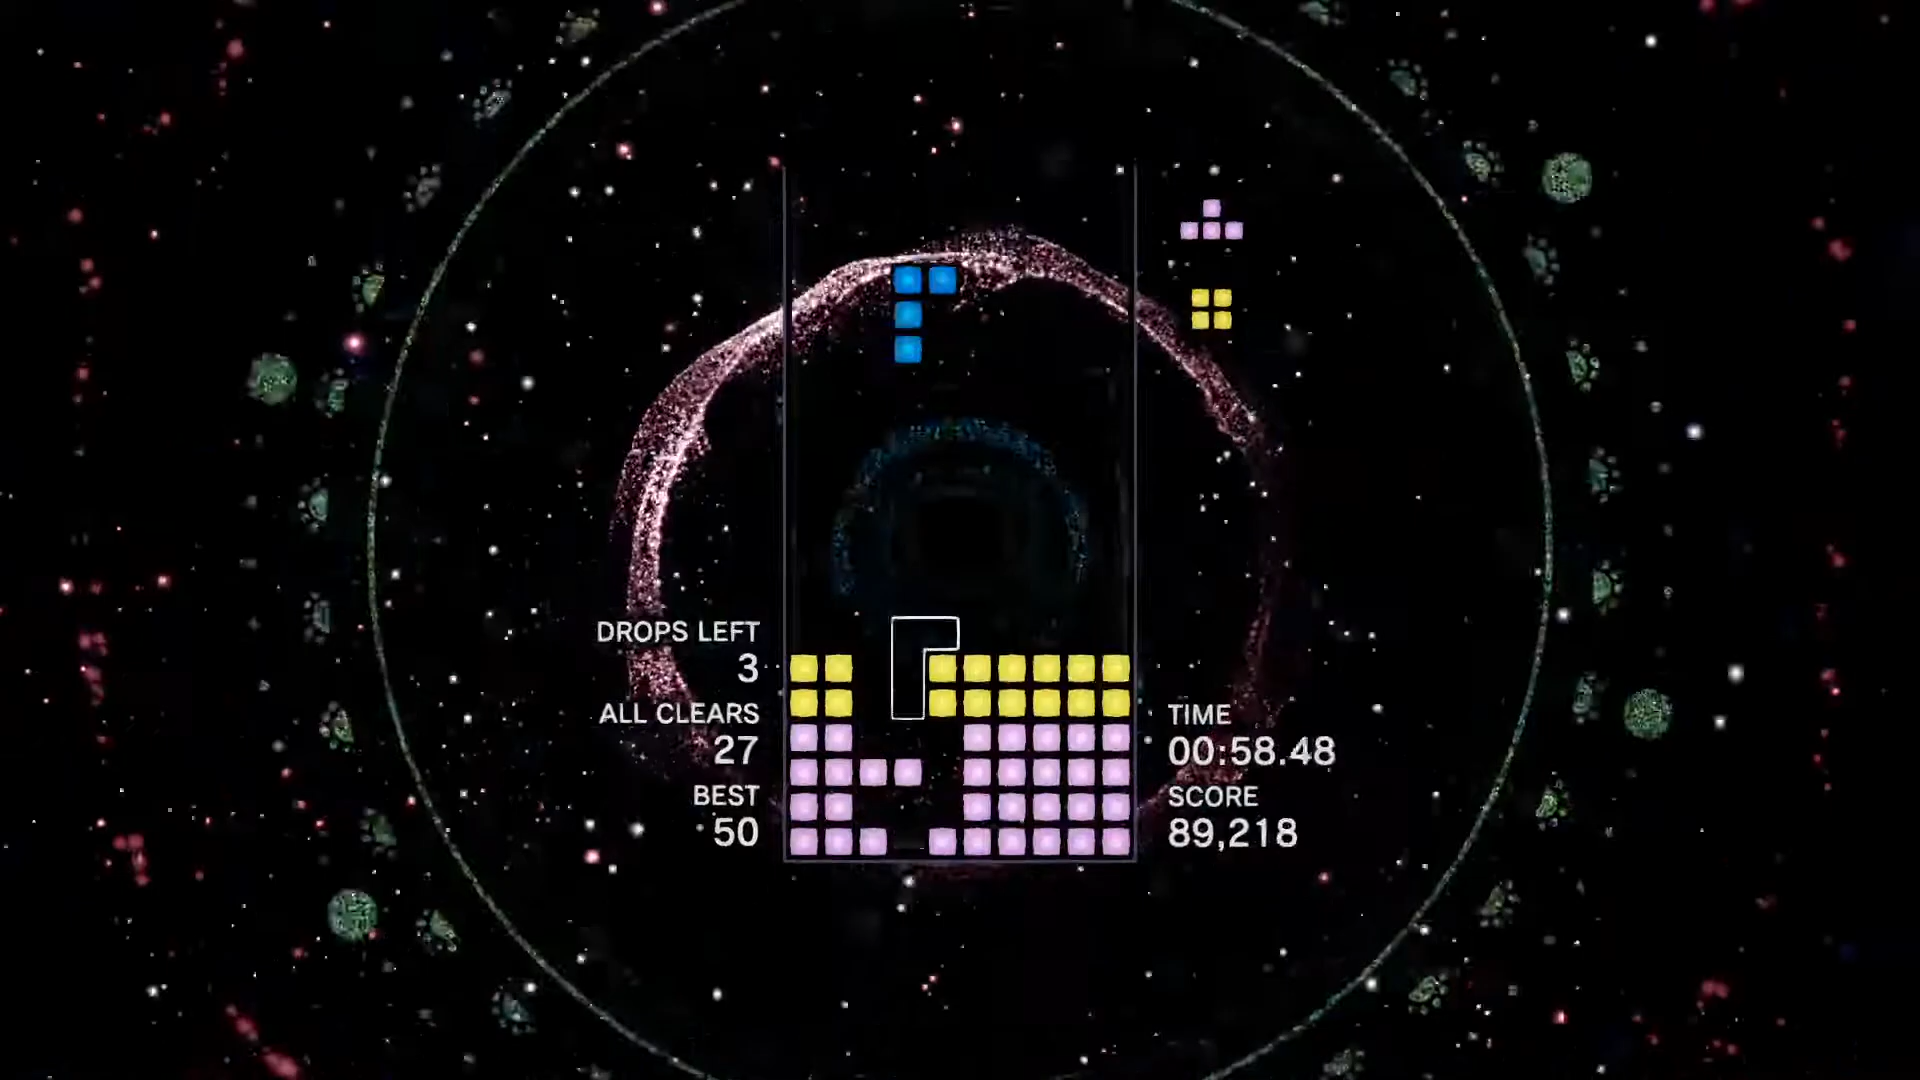 DROPS LEFT
3
ALL CLEARS
27
BEST
50
TIME
00:58.48
SCORE
89,218